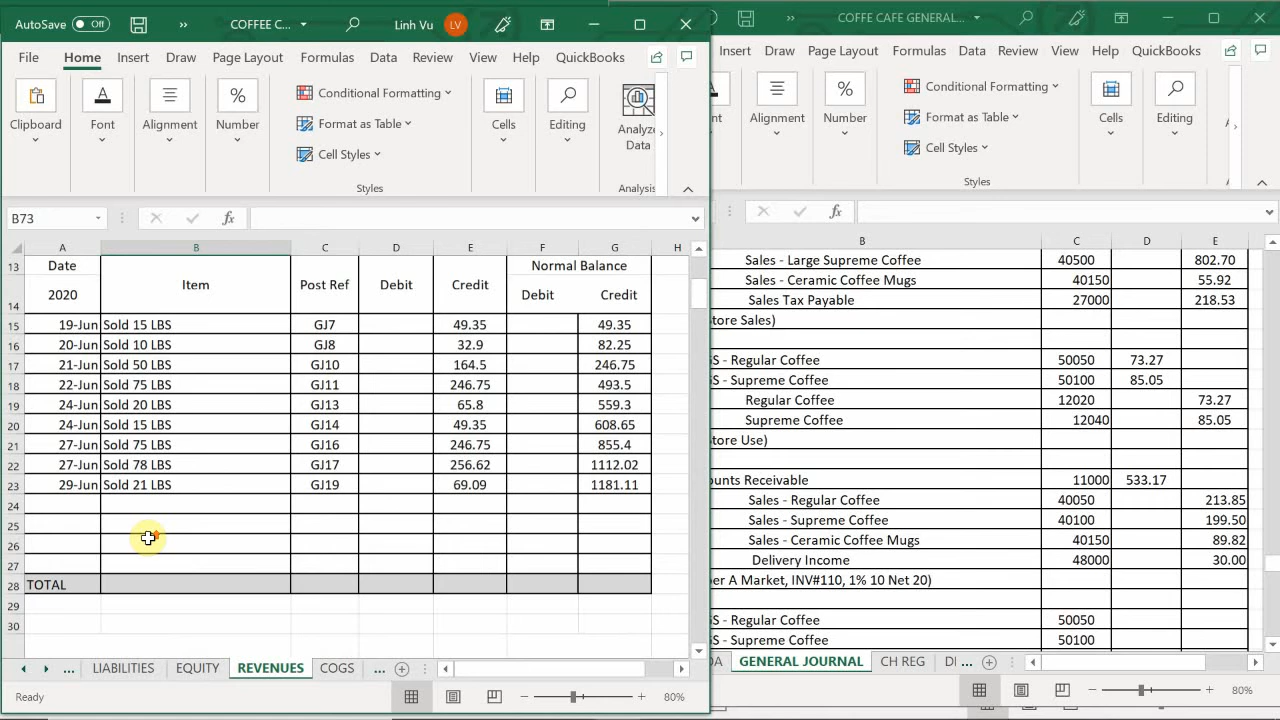 AutoSave Off COFFEE C... Linh Vu LV
File Home Insert Draw Page Layout Formulas Data Review View Help QuickBooks
Clipboard Font Alignment Number Conditional Formatting Format as Table Cell Styles Cells Editing Analyze Data
Styles Analysis
B73 fx
A B C D E F G H
13 Date Item Post Ref Debit Credit Normal Balance
14 2020 Debit Credit
15 19-Jun Sold 15 LBS GJ7 49.35 49.35
16 20-Jun Sold 10 LBS GJ8 32.9 82.25
17 21-Jun Sold 50 LBS GJ10 164.5 246.75
18 22-Jun Sold 75 LBS GJ11 246.75 493.5
19 24-Jun Sold 20 LBS GJ13 65.8 559.3
20 24-Jun Sold 15 LBS GJ14 49.35 608.65
21 27-Jun Sold 75 LBS GJ16 246.75 855.4
22 27-Jun Sold 78 LBS GJ17 256.62 1112.02
23 29-Jun Sold 21 LBS GJ19 69.09 1181.11
24
25
26
27
28 TOTAL
29
30
... LIABILITIES EQUITY REVENUES COGS ...
Ready 80%
COFFE CAFE GENERAL...
Insert Draw Page Layout Formulas Data Review View Help QuickBooks
Alignment Number Conditional Formatting Format as Table Cell Styles Cells Editing
Styles
fx
B C D E
Sales - Large Supreme Coffee 40500 802.70
Sales - Ceramic Coffee Mugs 40150 55.92
Sales Tax Payable 27000 218.53
Store Sales)
S - Regular Coffee 50050 73.27
S - Supreme Coffee 50100 85.05
Regular Coffee 12020 73.27
Supreme Coffee 12040 85.05
Store Use)
ounts Receivable 11000 533.17
Sales - Regular Coffee 40050 213.85
Sales - Supreme Coffee 40100 199.50
Sales - Ceramic Coffee Mugs 40150 89.82
Delivery Income 48000 30.00
er A Market, INV#110, 1% 10 Net 20)
GS - Regular Coffee 50050
GS - Supreme Coffee 50100
DA GENERAL JOURNAL CH REG DI ...
80%